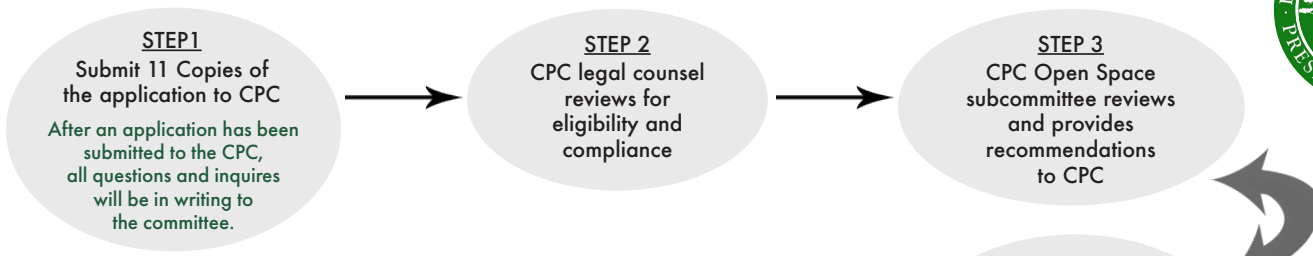 STEP1
Submit 11 Copies of
the application to CPC
After an application has been
submitted to the CPC,
all questions and inquires
will be in writing to
the committee.
STEP 2
CPC legal counsel
reviews for
eligibility and
compliance
STEP 3
CPC Open Space
subcommittee reviews
and provides
recommendations
to CPC